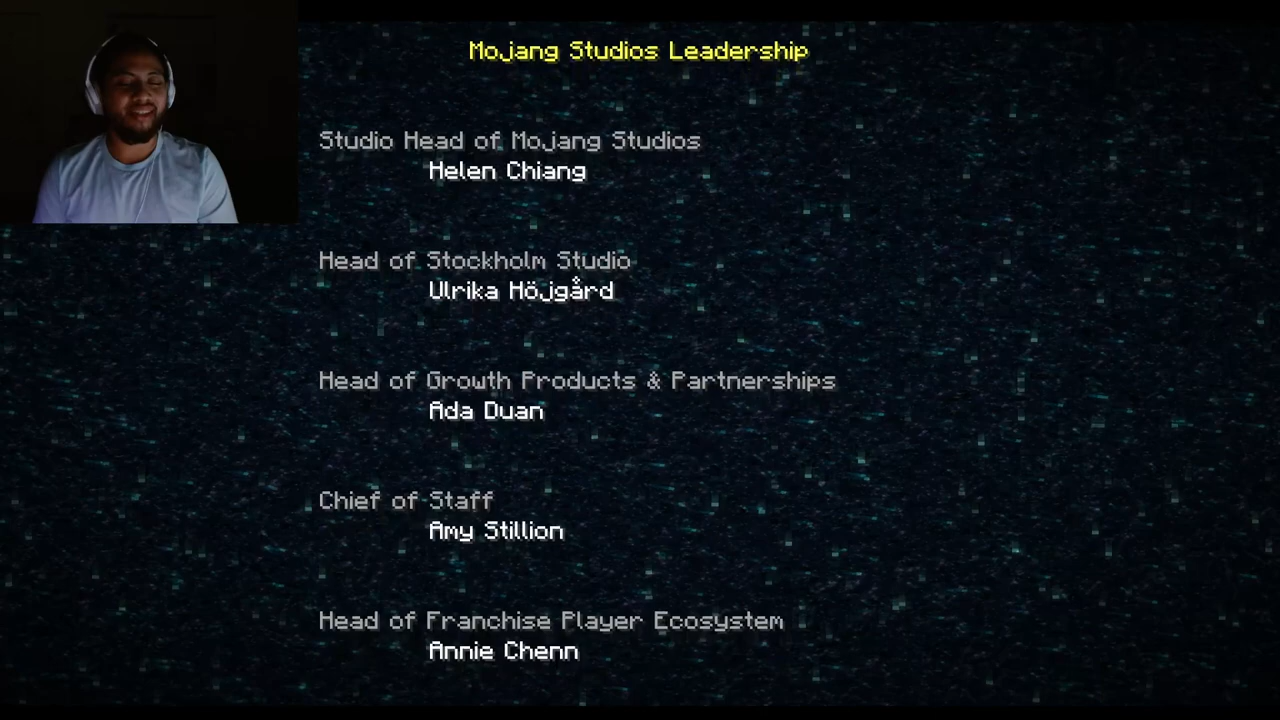 Mojang Studios Leadership
Studio Head of Mojang Studios
Helen Chiang
Head of Stockholm Studio
Ulrika Höjgård
Head of Growth Products & Partnerships
Ada Duan
Chief of Staff
Amy Stillion
Head of Franchise Player Ecosystem
Annie Chenn